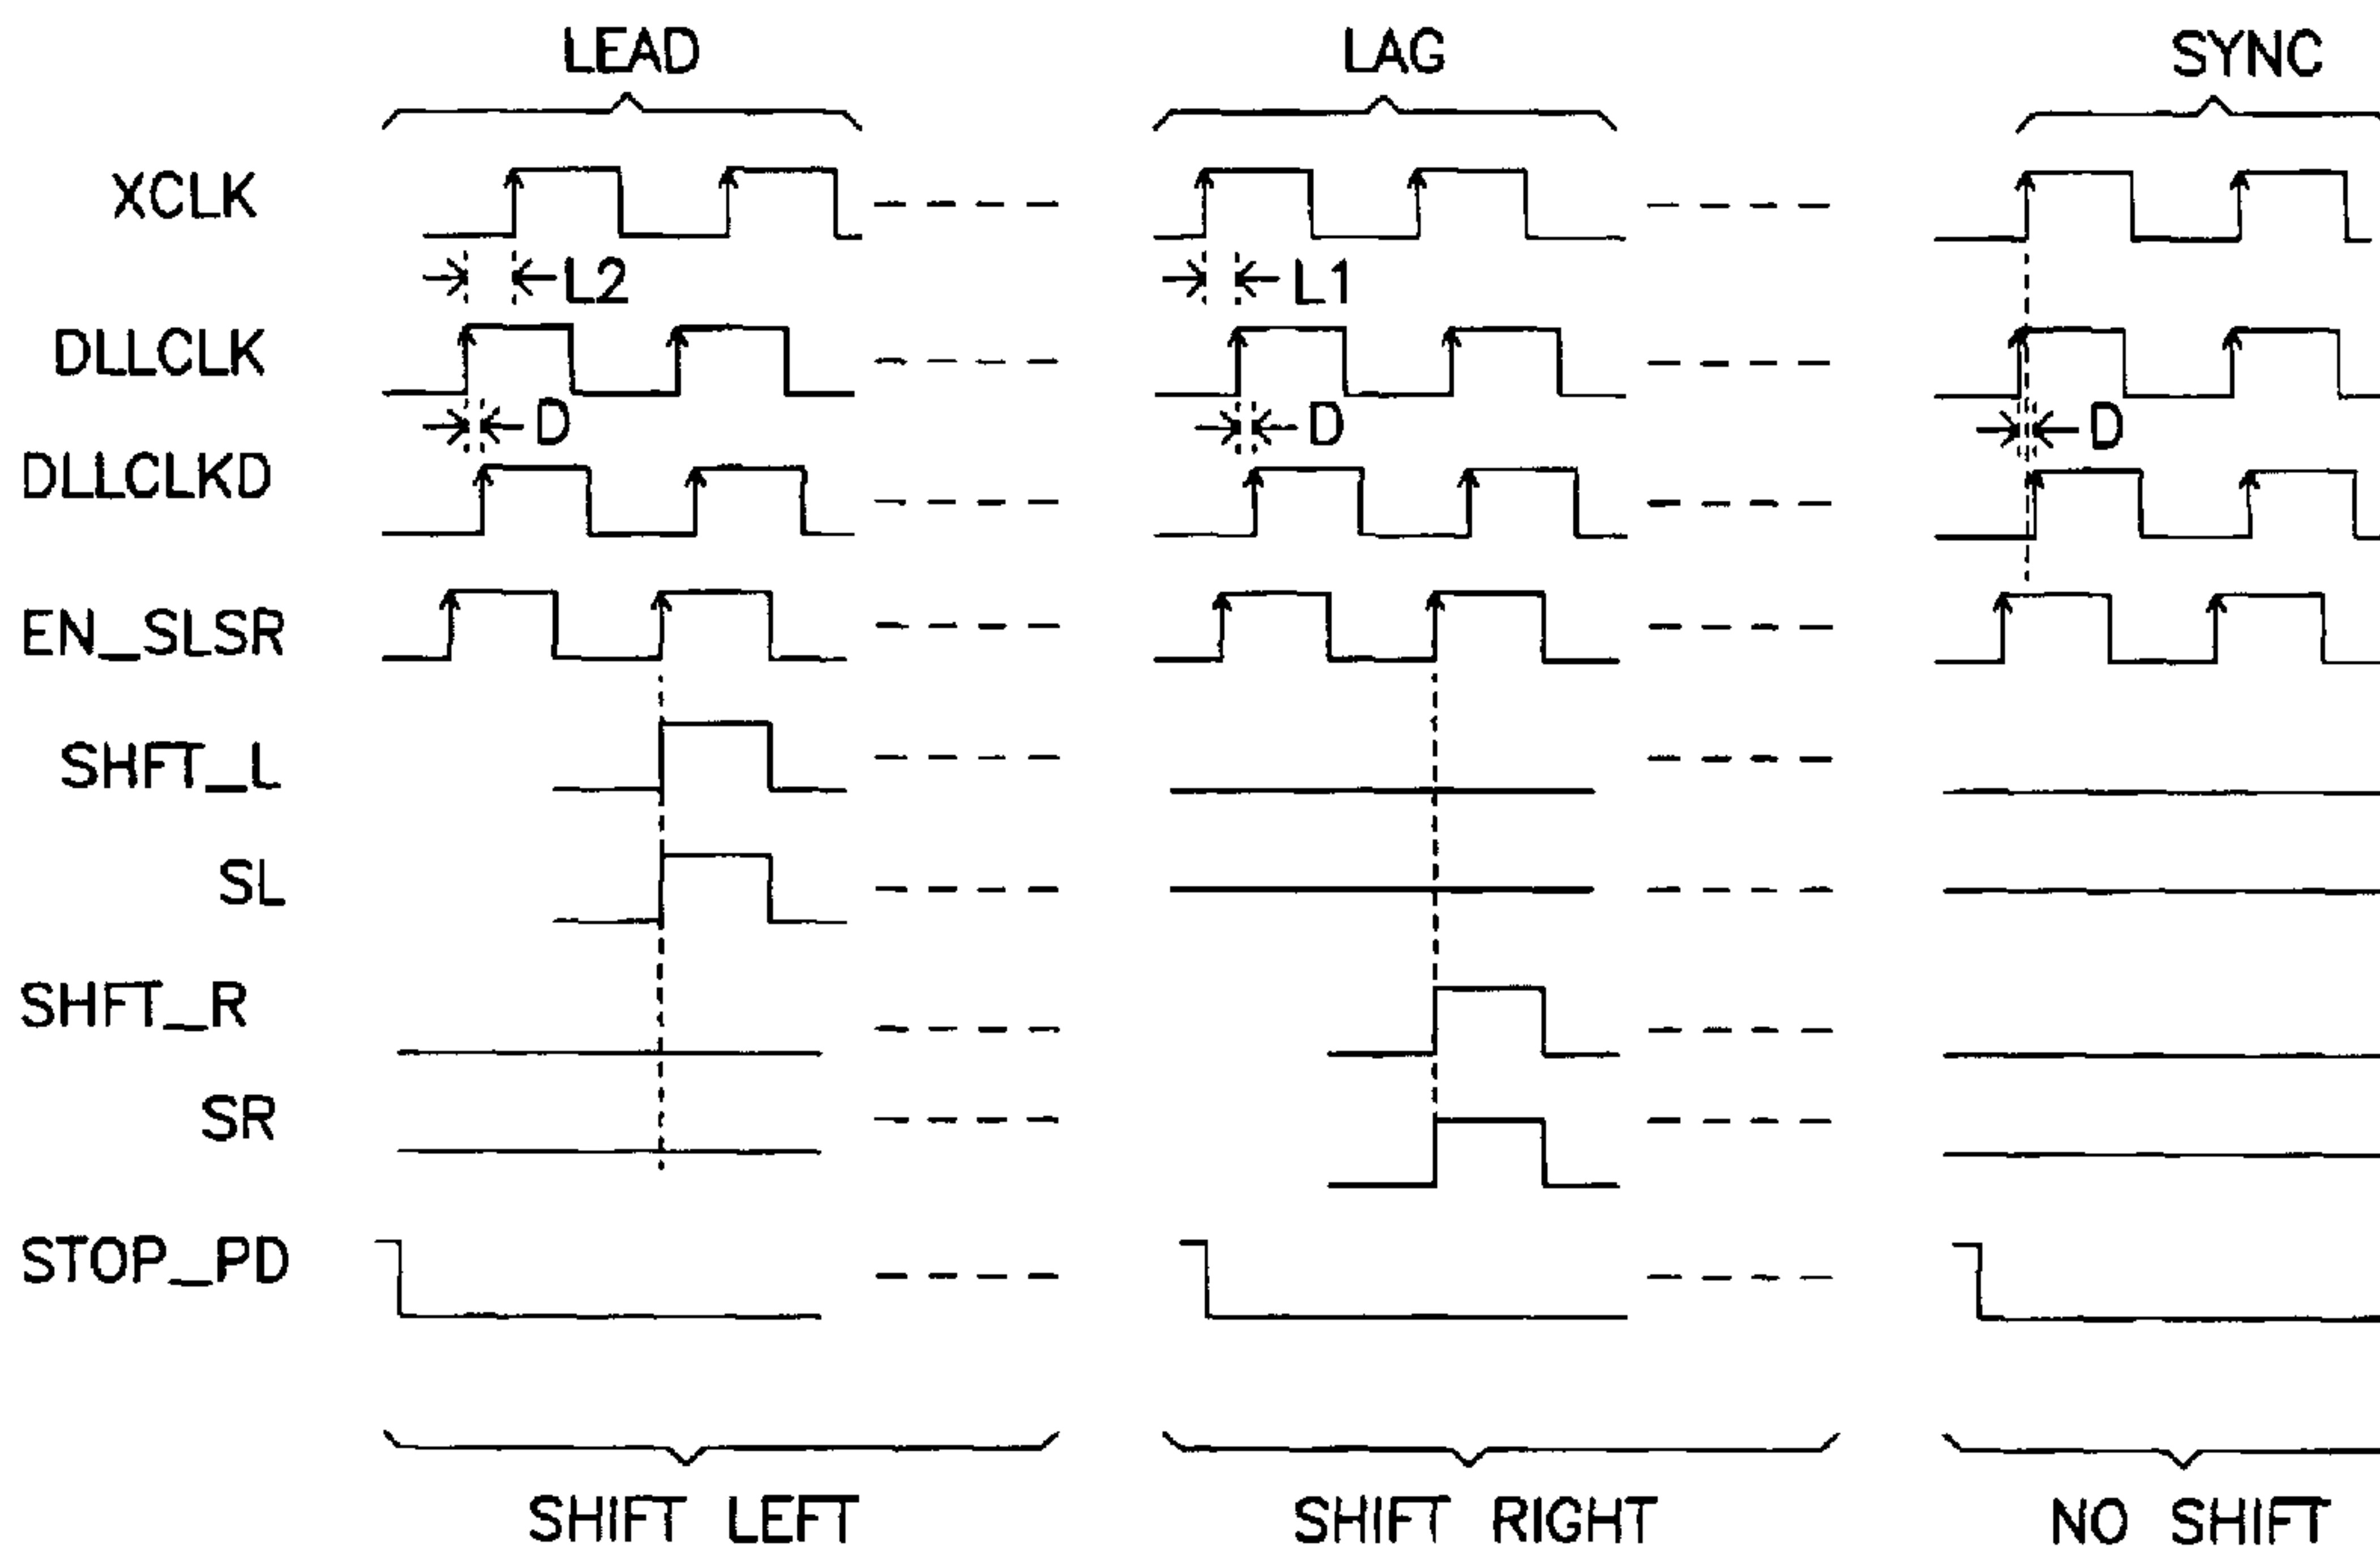 LEAD LAG SYNC
XCLK
L2 L1
DLLCLK
D D D
DLLCLKD
EN_SLSR
SHFT_L
SL
SHFT_R
SR
STOP_PD
SHIFT LEFT SHIFT RIGHT NO SHIFT